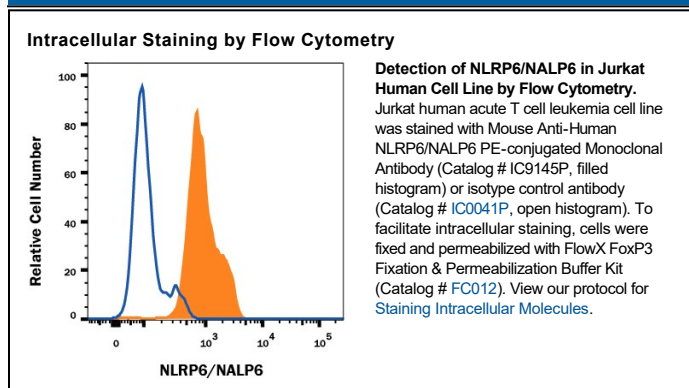 Intracellular Staining by Flow Cytometry
100
80
60
40
20
0
Relative Cell Number
0 10³ 10⁴ 10⁵
NLRP6/NALP6
Detection of NLRP6/NALP6 in Jurkat
Human Cell Line by Flow Cytometry.
Jurkat human acute T cell leukemia cell line
was stained with Mouse Anti-Human
NLRP6/NALP6 PE-conjugated Monoclonal
Antibody (Catalog # IC9145P, filled
histogram) or isotype control antibody
(Catalog # IC0041P, open histogram). To
facilitate intracellular staining, cells were
fixed and permeabilized with FlowX FoxP3
Fixation & Permeabilization Buffer Kit
(Catalog # FC012). View our protocol for
Staining Intracellular Molecules.